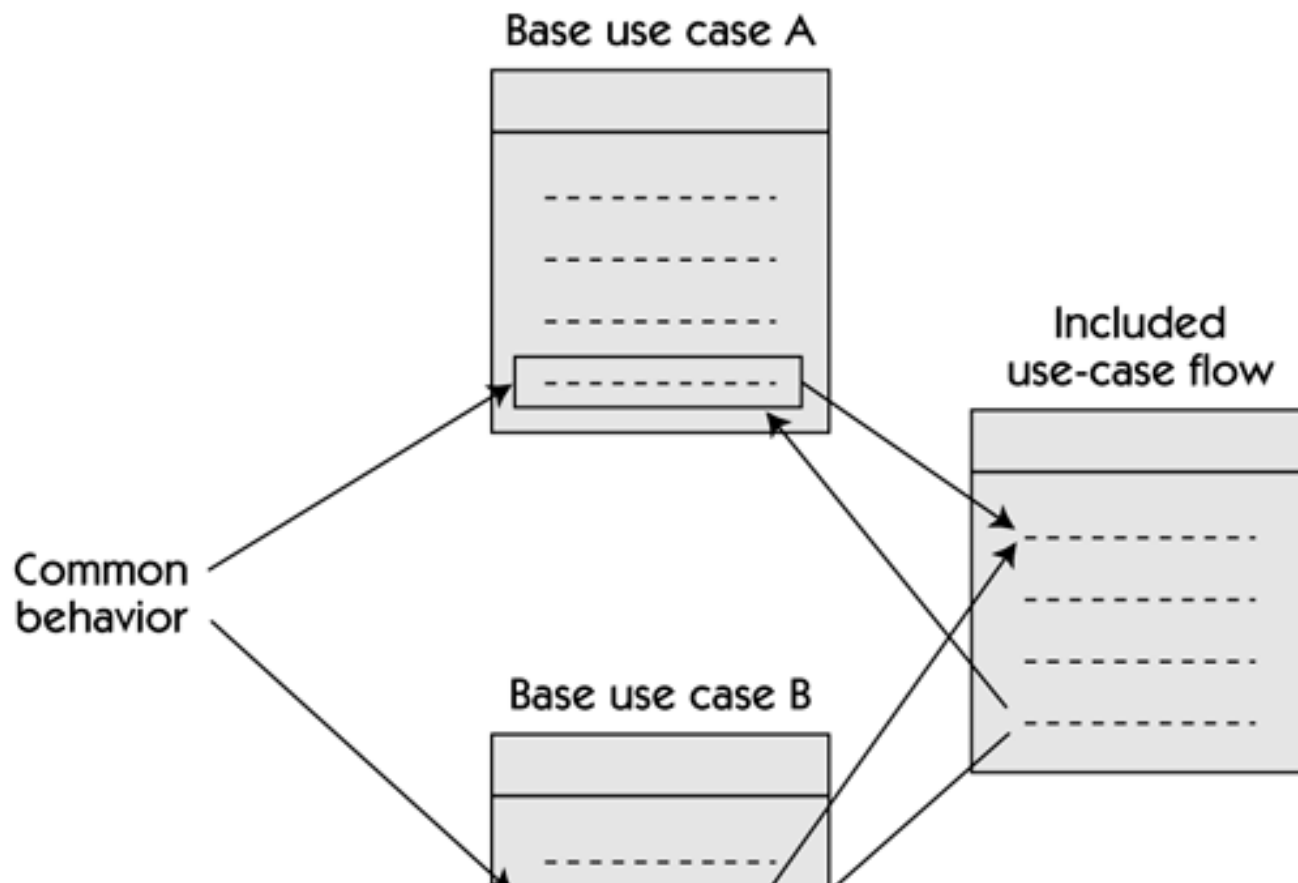 Base use case A
Included
use-case flow
Common
behavior
Base use case B